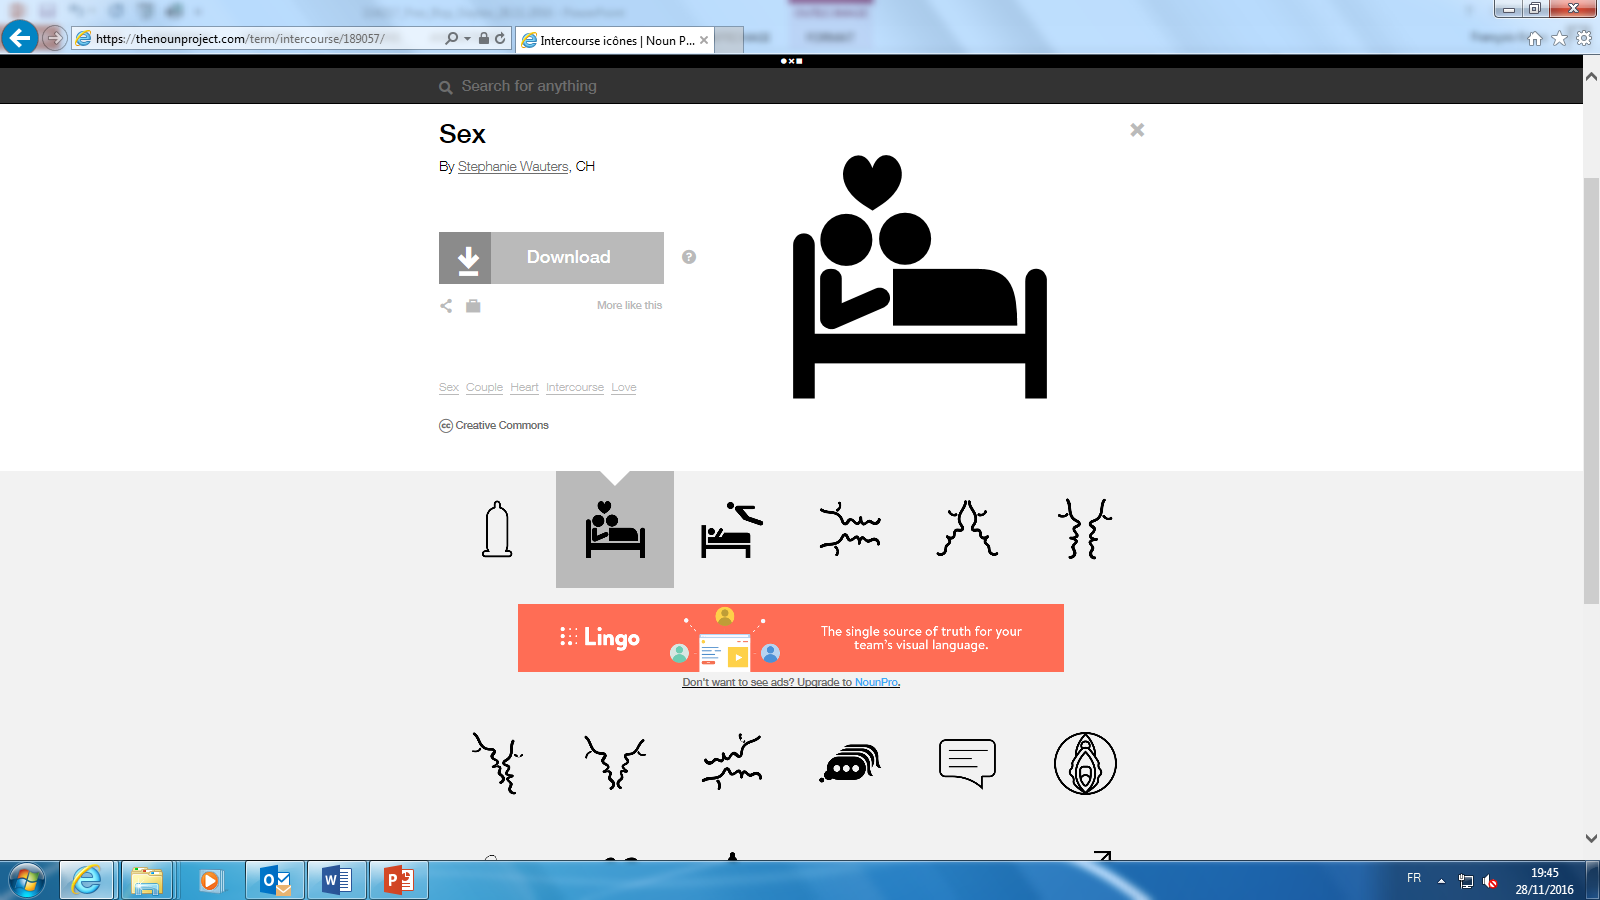 https://thenounproject.com/term/intercourse/189057/
Intercourse icônes | Noun P...
Search for anything
Sex
By Stephanie Wauters, CH
Download
?
More like this
Sex Couple Heart Intercourse Love
cc Creative Commons
Lingo
The single source of truth for your
team's visual language.
Don't want to see ads? Upgrade to NounPro.
FR
19:45
28/11/2016